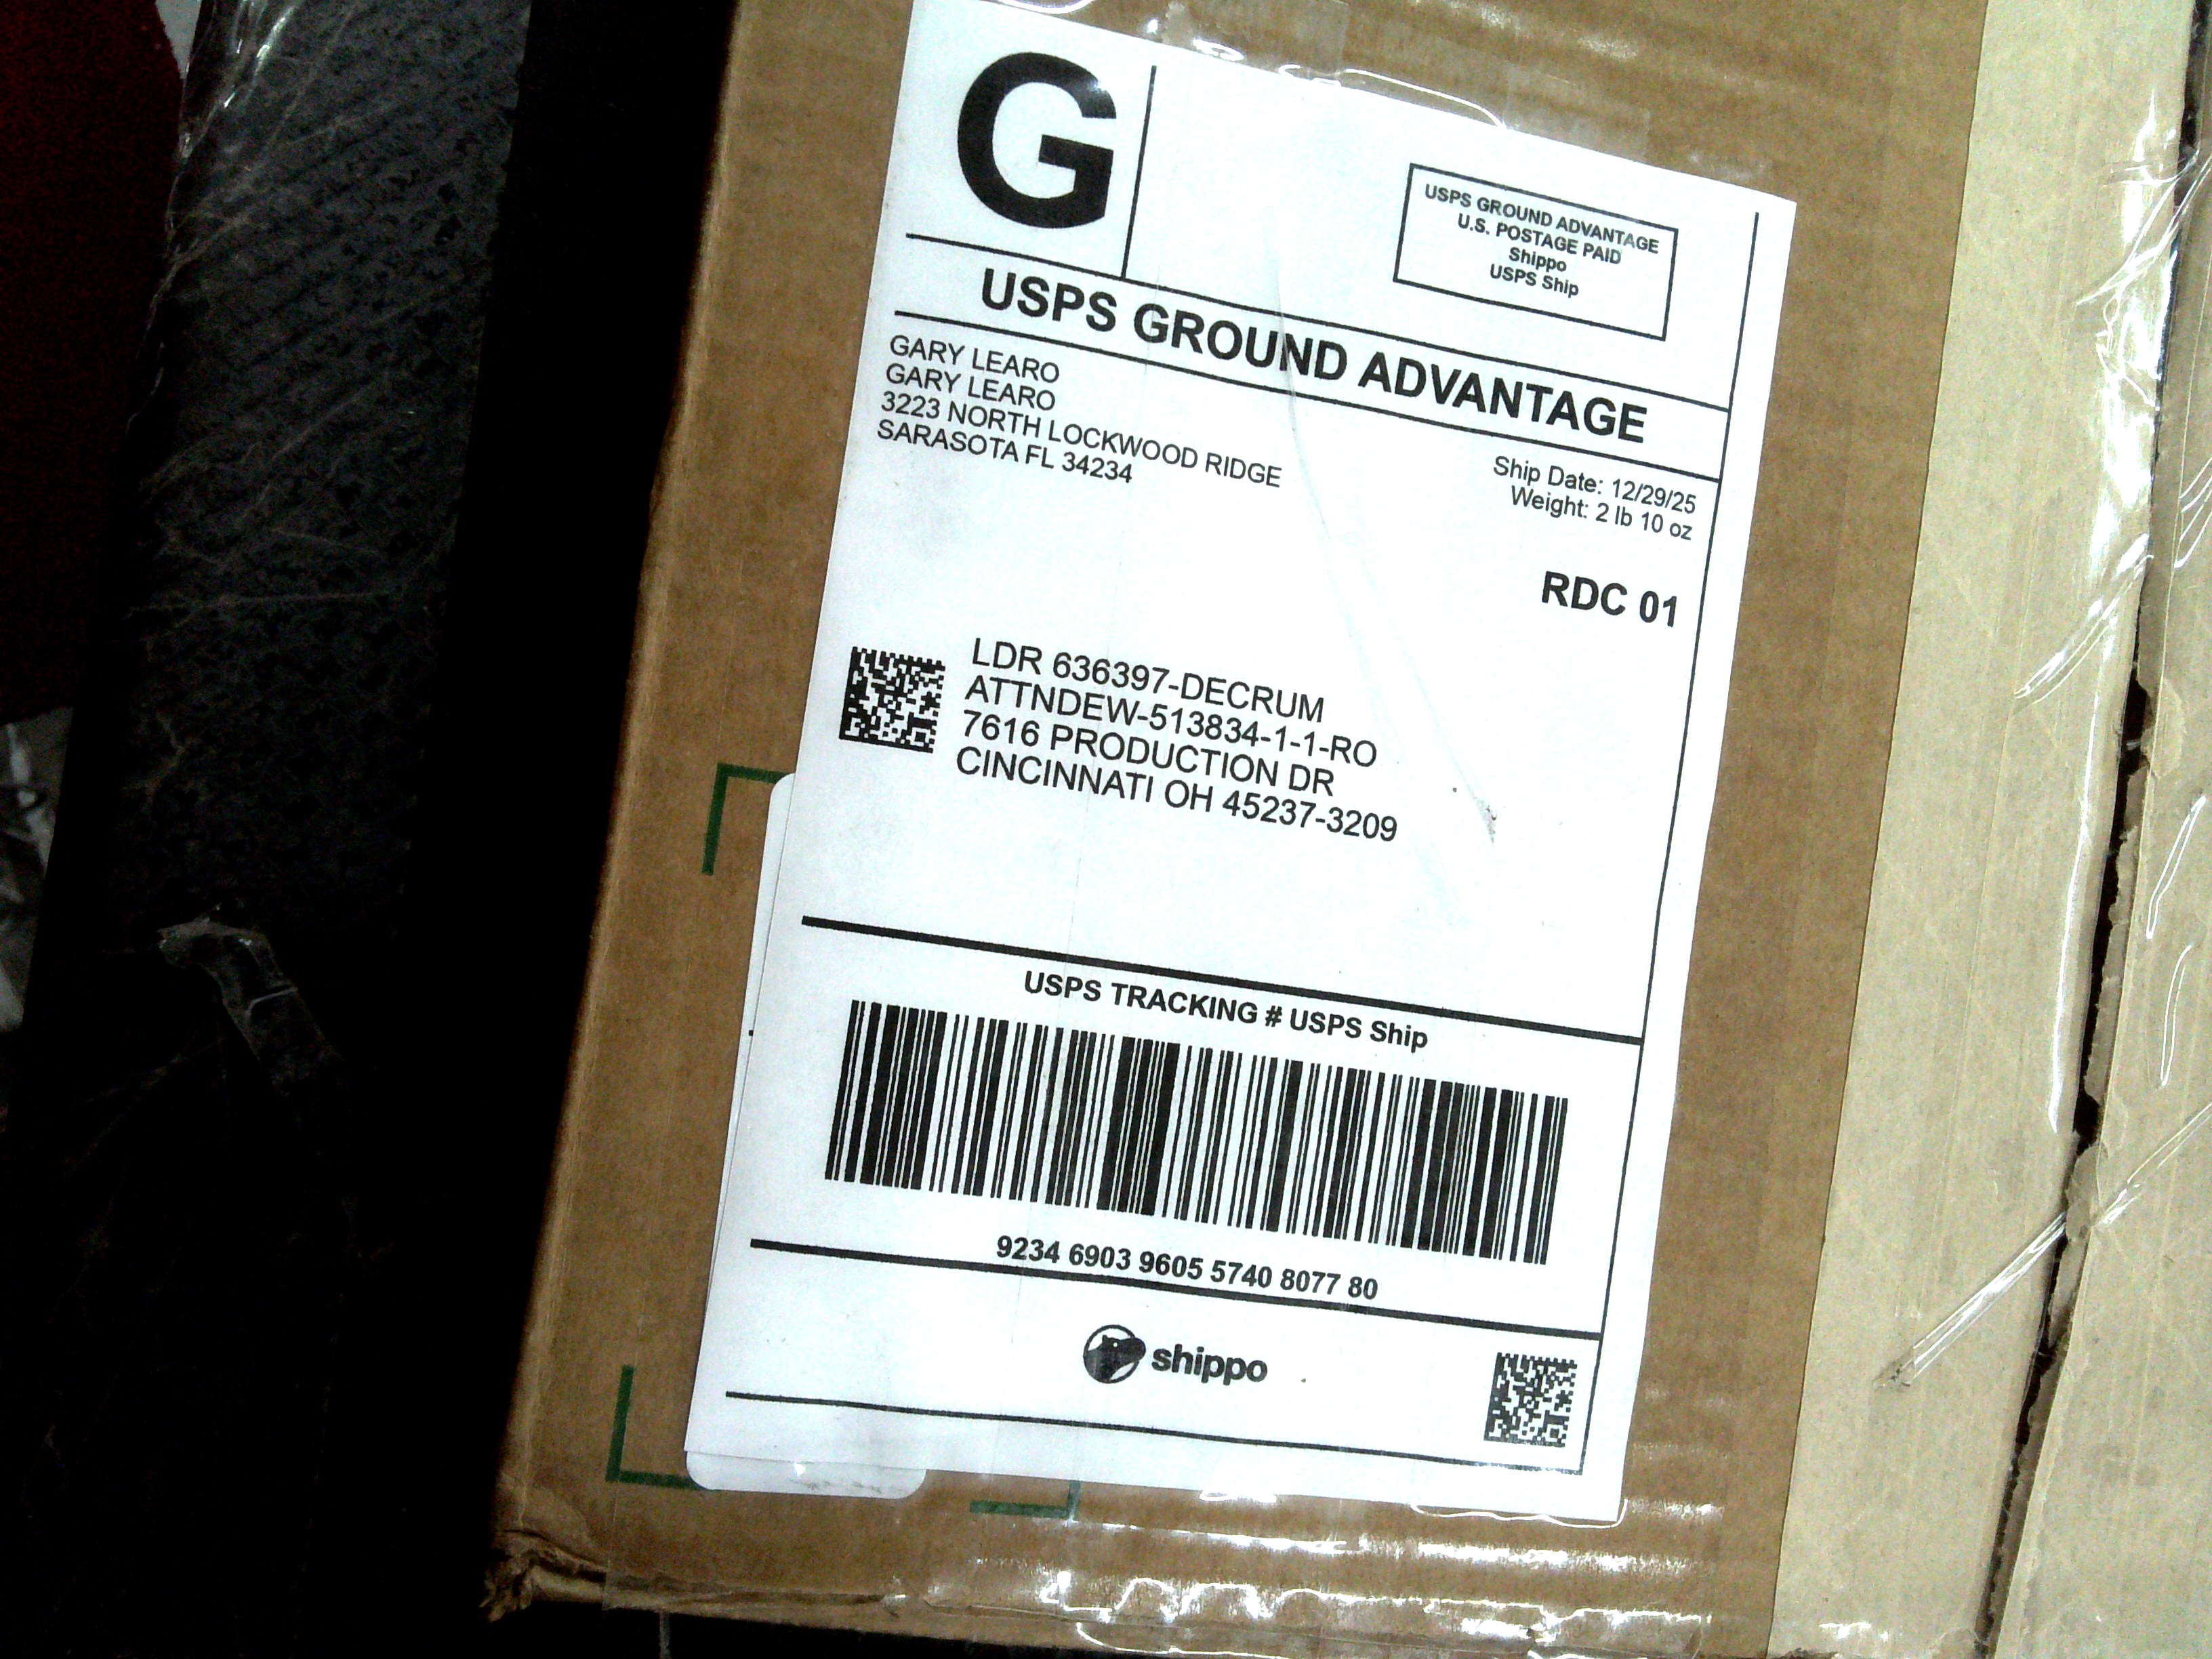 G
USPS GROUND ADVANTAGE
U.S. POSTAGE PAID
Shippo
USPS Ship
USPS GROUND ADVANTAGE
GARY LEARO
GARY LEARO
3223 NORTH LOCKWOOD RIDGE
SARASOTA FL 34234
Ship Date: 12/29/25
Weight: 2 lb 10 oz
RDC 01
LDR 636397-DECRUM
ATTNDEW-513834-1-1-RO
7616 PRODUCTION DR
CINCINNATI OH 45237-3209
USPS TRACKING # USPS Ship
9234 6903 9605 5740 8077 80
shippo